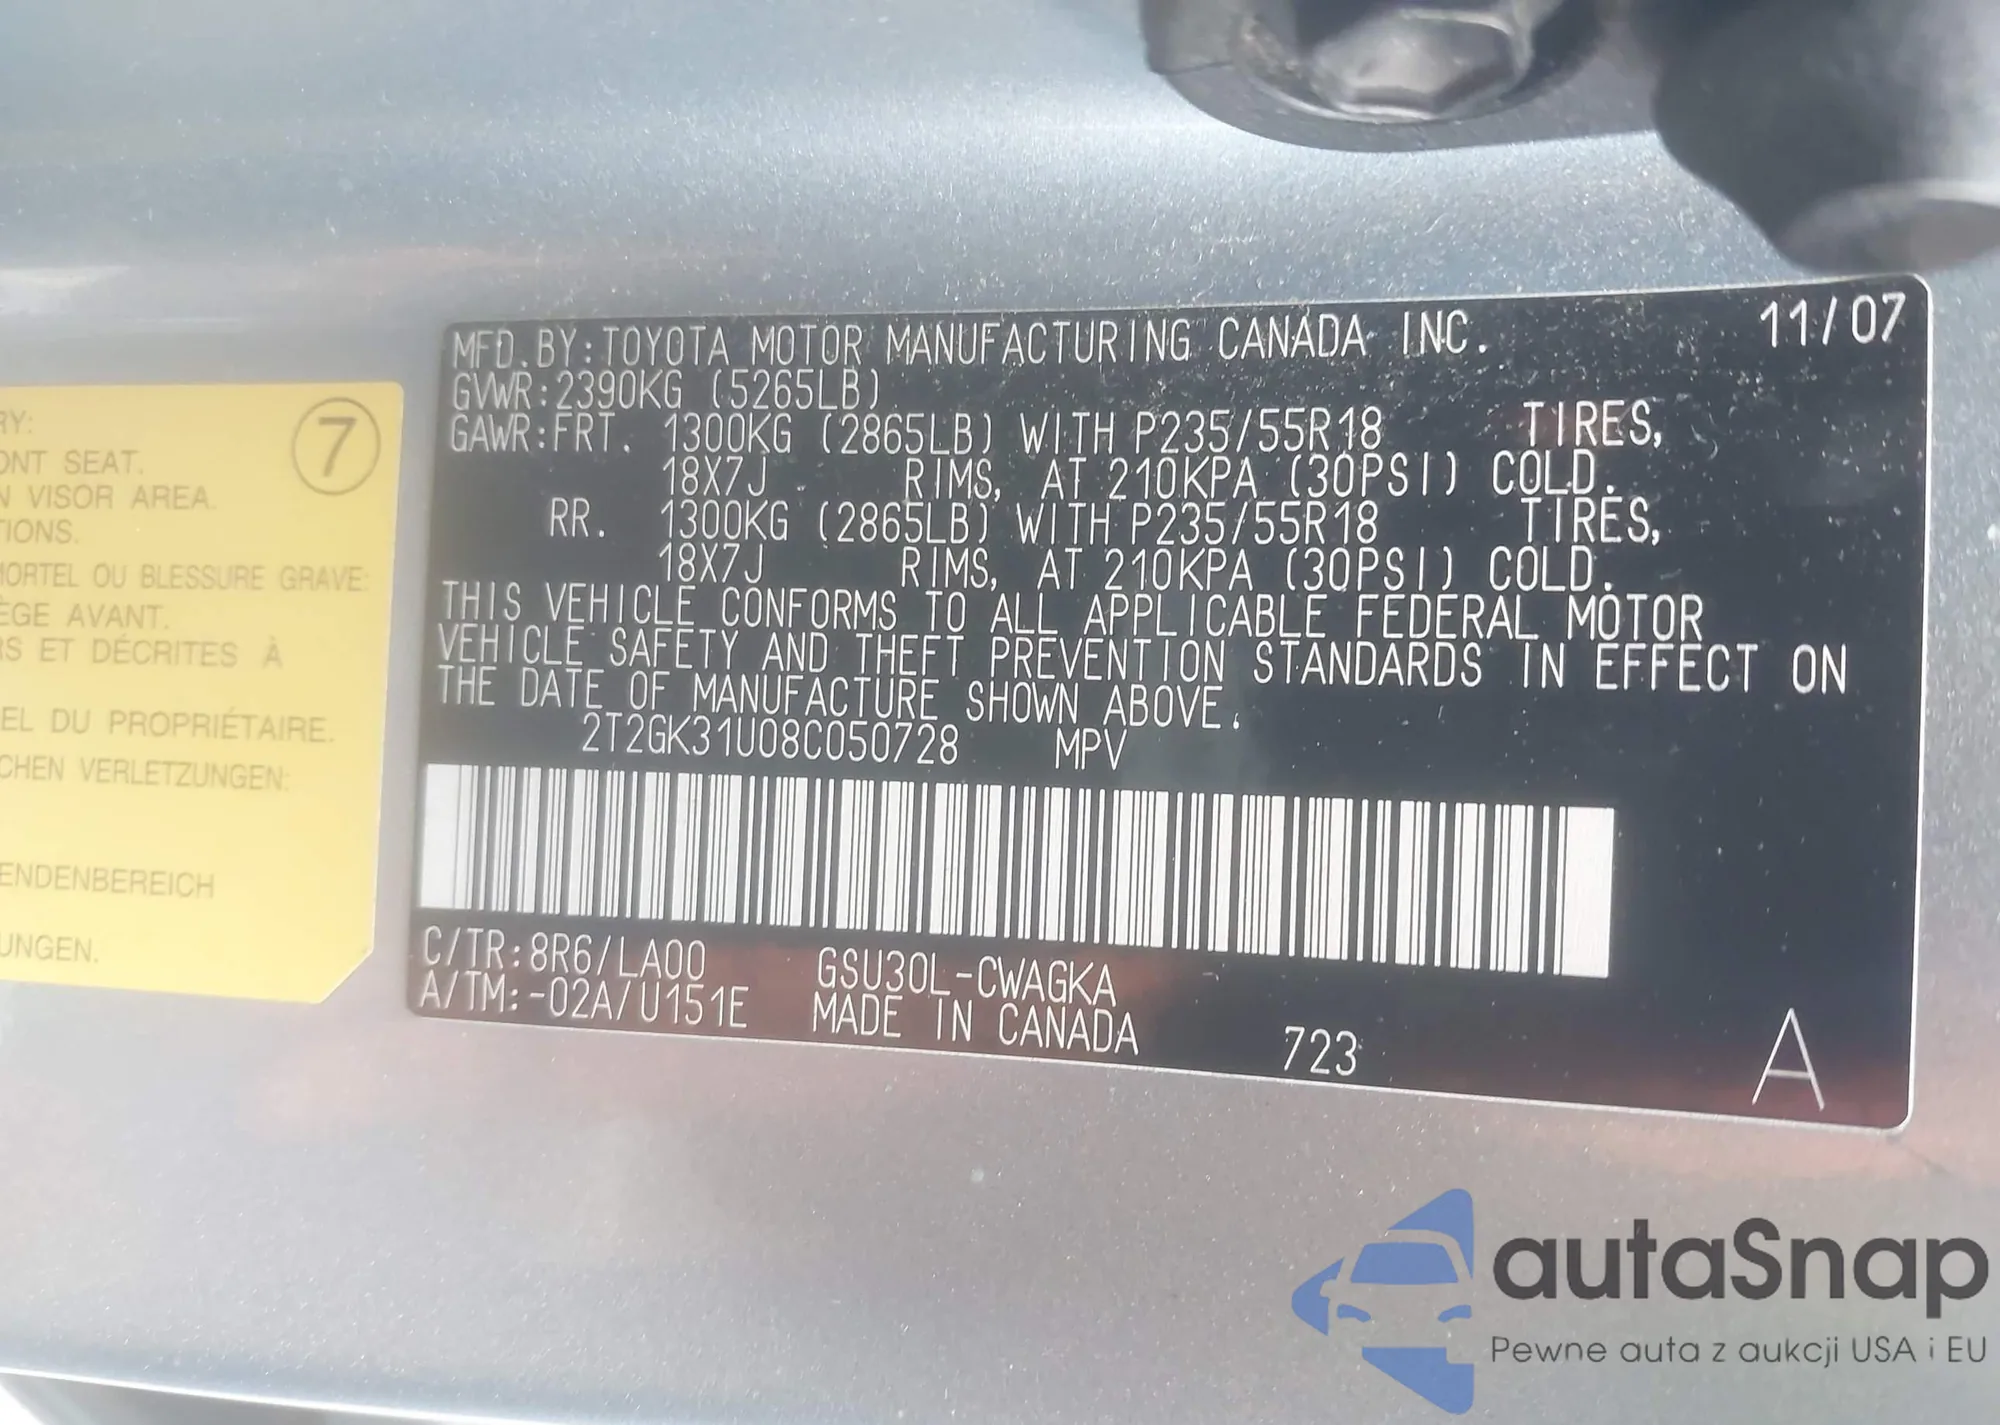 RY:
7
ONT SEAT.
N VISOR AREA.
TIONS.
MORTEL OU BLESSURE GRAVE:
ÈGE AVANT.
RS ET DÉCRITES À
EL DU PROPRIÉTAIRE.
CHEN VERLETZUNGEN:
ENDENBEREICH
UNGEN.
MFD.BY:TOYOTA MOTOR MANUFACTURING CANADA INC. 11/07
GVWR:2390KG (5265LB)
GAWR:FRT. 1300KG (2865LB) WITH P235/55R18 TIRES,
18X7J RIMS, AT 210KPA (30PSI) COLD.
RR. 1300KG (2865LB) WITH P235/55R18 TIRES,
18X7J RIMS, AT 210KPA (30PSI) COLD.
THIS VEHICLE CONFORMS TO ALL APPLICABLE FEDERAL MOTOR
VEHICLE SAFETY AND THEFT PREVENTION STANDARDS IN EFFECT ON
THE DATE OF MANUFACTURE SHOWN ABOVE.
2T2GK31U08C050728 MPV
C/TR:8R6/LA00 GSU30L-CWAGKA
A/TM:-02A/U151E MADE IN CANADA 723 A
autaSnap
Pewne auta z aukcji USA i EU